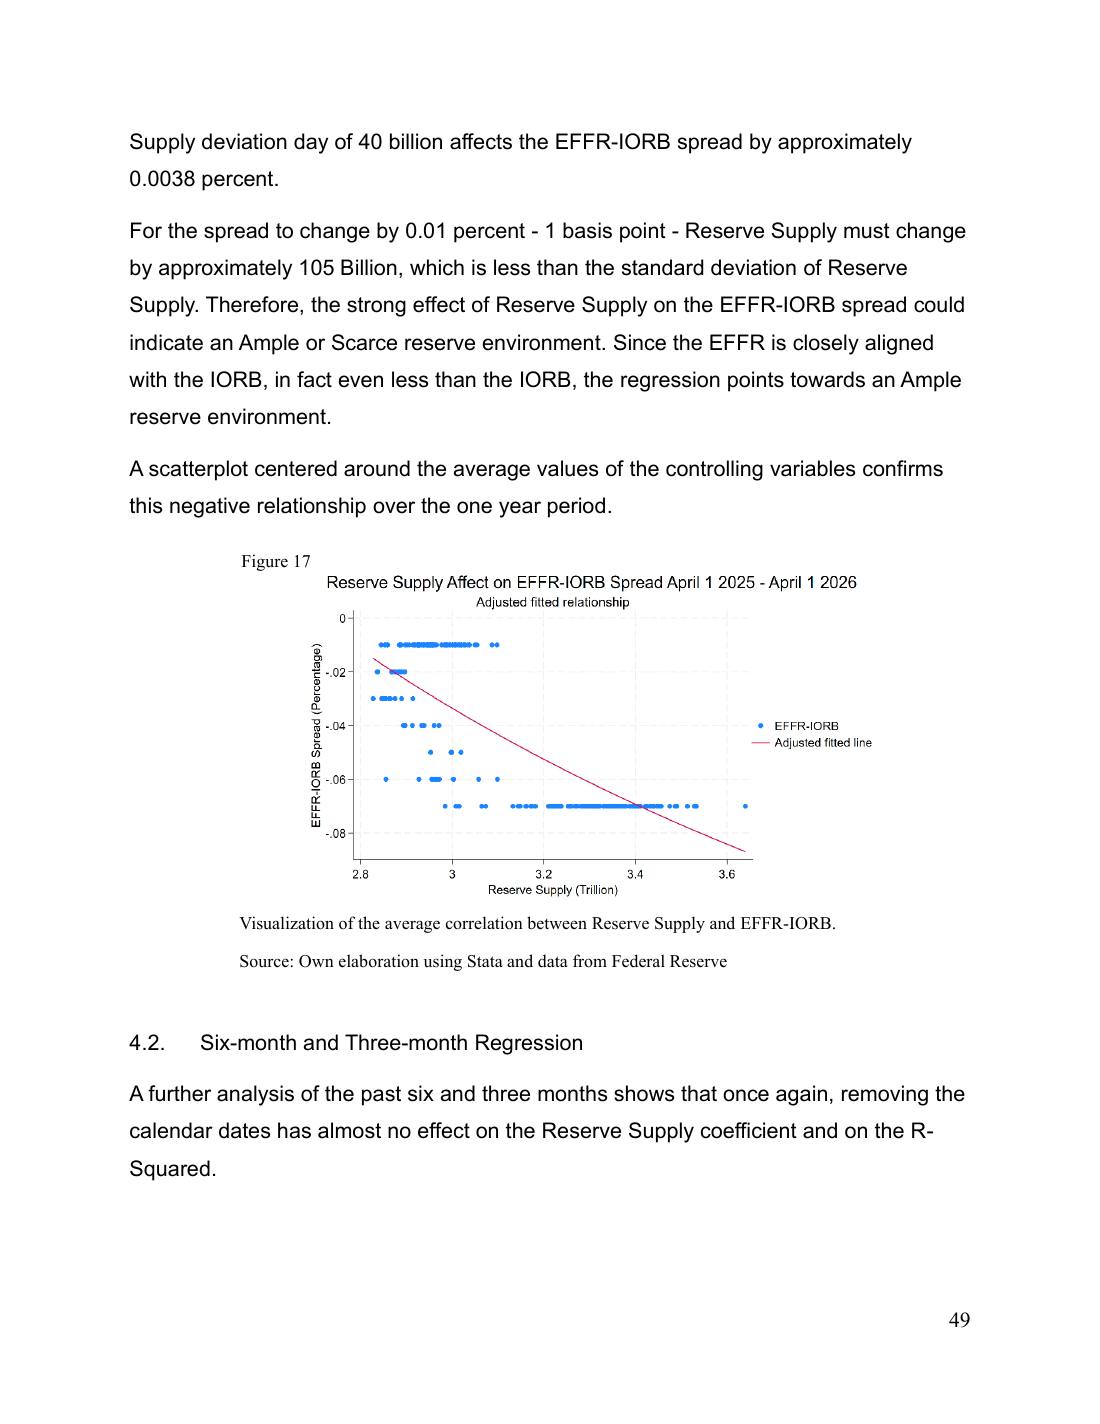 Supply deviation day of 40 billion affects the EFFR-IORB spread by approximately
0.0038 percent.
For the spread to change by 0.01 percent - 1 basis point - Reserve Supply must change
by approximately 105 Billion, which is less than the standard deviation of Reserve
Supply. Therefore, the strong effect of Reserve Supply on the EFFR-IORB spread could
indicate an Ample or Scarce reserve environment. Since the EFFR is closely aligned
with the IORB, in fact even less than the IORB, the regression points towards an Ample
reserve environment.
A scatterplot centered around the average values of the controlling variables confirms
this negative relationship over the one year period.
Figure 17
Reserve Supply Affect on EFFR-IORB Spread April 1 2025 - April 1 2026
Adjusted fitted relationship
EFFR-IORB Spread (Percentage)
0
-.02
-.04
-.06
-.08
2.8 3 3.2 3.4 3.6
Reserve Supply (Trillion)
EFFR-IORB
Adjusted fitted line
Visualization of the average correlation between Reserve Supply and EFFR-IORB.
Source: Own elaboration using Stata and data from Federal Reserve
4.2. Six-month and Three-month Regression
A further analysis of the past six and three months shows that once again, removing the
calendar dates has almost no effect on the Reserve Supply coefficient and on the R-
Squared.
49